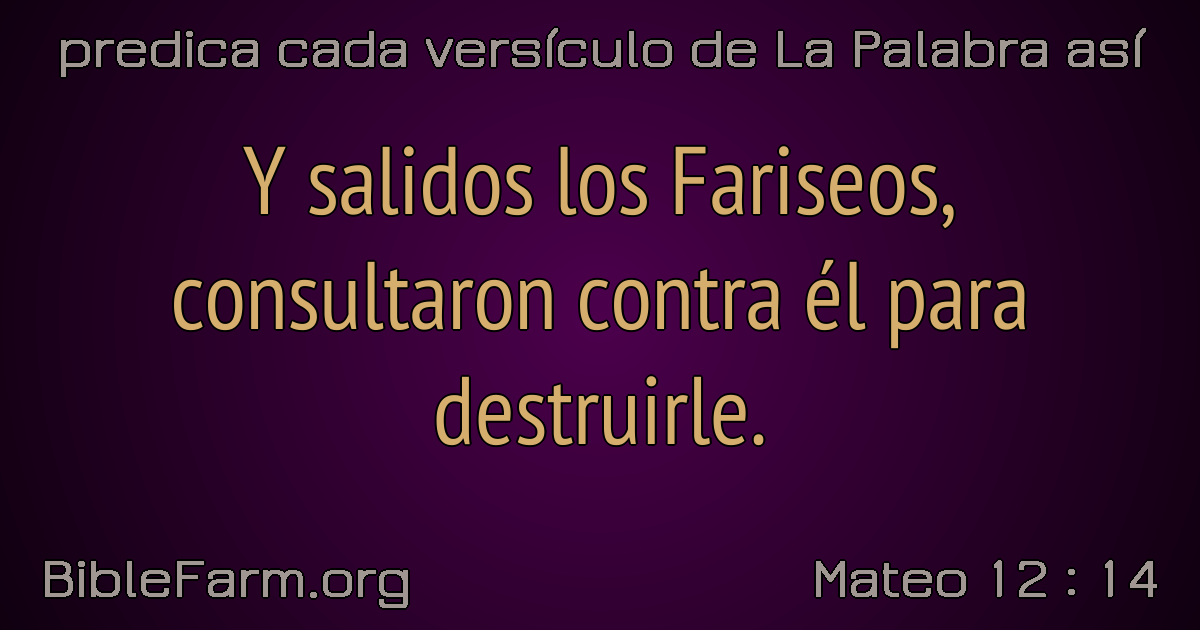 predica cada versículo de La Palabra así
Y salidos los Fariseos,
consultaron contra él para
destruirle.
BibleFarm.org
Mateo 12 : 14